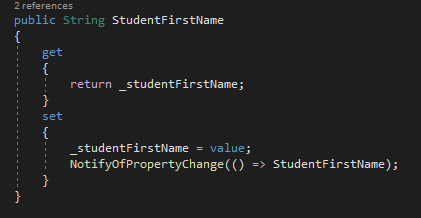 2 references
public String StudentFirstName
{
get
{
return _studentFirstName;
}
set
{
_studentFirstName = value;
NotifyOfPropertyChange(() => StudentFirstName);
}
}